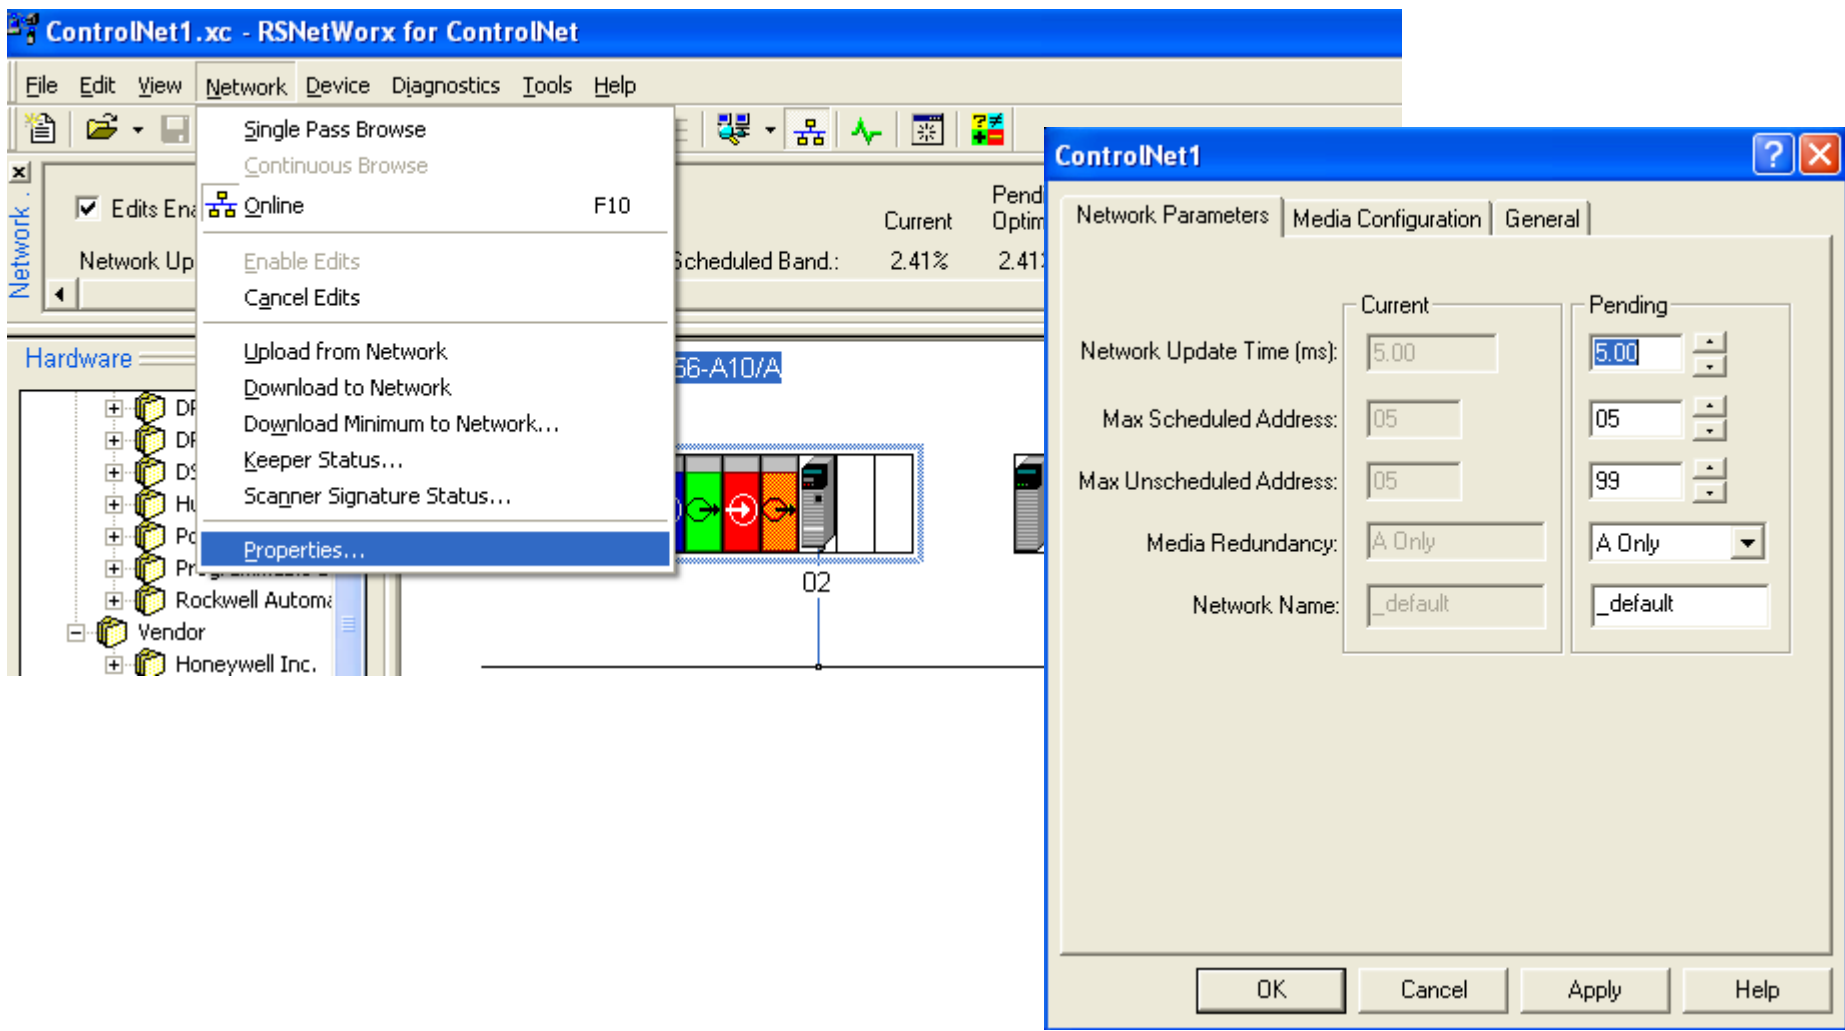 ControlNet1.xc - RSNetWorx for ControlNet
File Edit View Network Device Diagnostics Tools Help
Single Pass Browse
Continuous Browse
Online F10
Enable Edits
Cancel Edits
Upload from Network
Download to Network
Download Minimum to Network...
Keeper Status...
Scanner Signature Status...
Properties...
Network
Edits
Network
Current
2.41%
2.41
Hardware
Rockwell
Vendor
Honeywell Inc.
56-A10/A
02
ControlNet1
Network Parameters Media Configuration General
Current Pending
Network Update Time (ms): 5.00 5.00
Max Scheduled Address: 05 05
Max Unscheduled Address: 05 99
Media Redundancy: A Only A Only
Network Name: _default _default
OK Cancel Apply Help